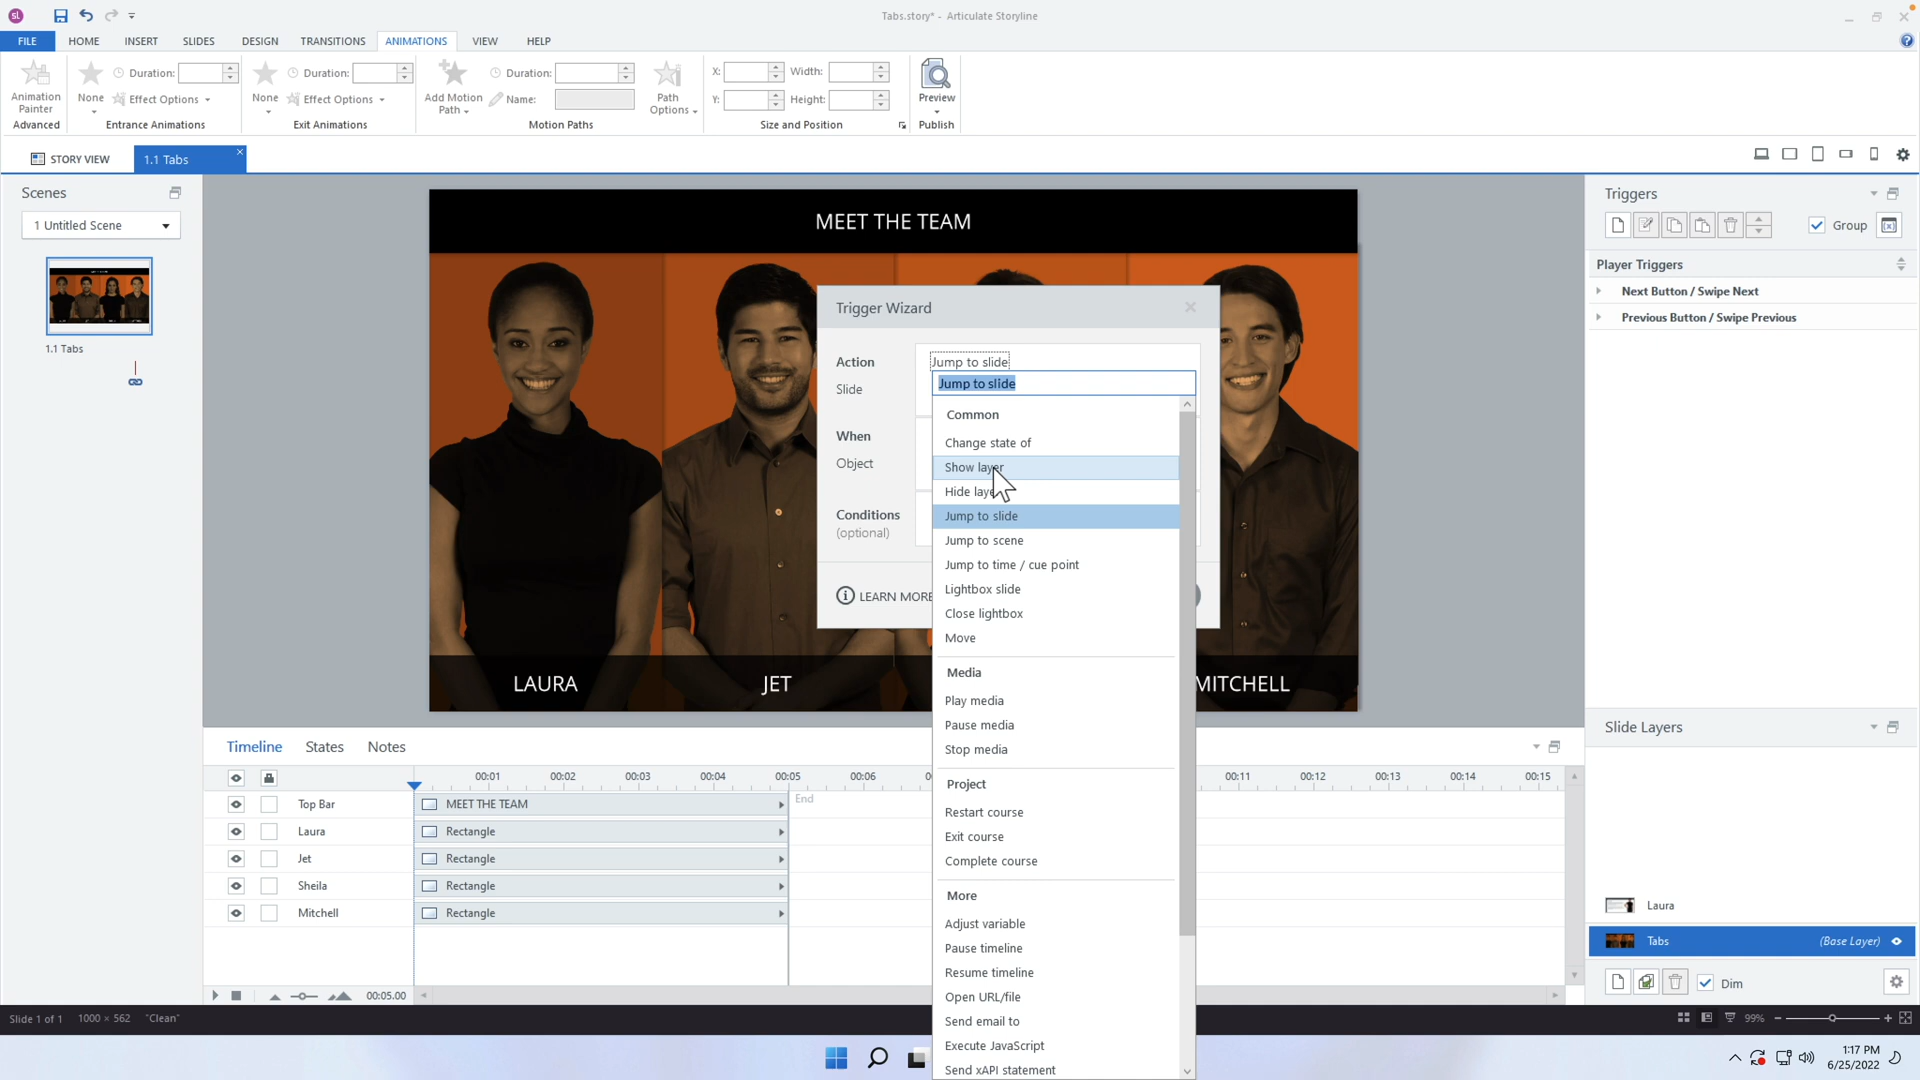 sl
Tabs.story* - Articulate Storyline
FILE HOME INSERT SLIDES DESIGN TRANSITIONS ANIMATIONS VIEW HELP
Animation Painter
Advanced
None
Duration:
Effect Options
Entrance Animations
None
Duration:
Effect Options
Exit Animations
Add Motion Path
Duration:
Name:
Path Options
Motion Paths
X: Width:
Y: Height:
Size and Position
Preview
Publish
STORY VIEW
1.1 Tabs
Scenes
1 Untitled Scene
1.1 Tabs
MEET THE TEAM
LAURA
JET
MITCHELL
Trigger Wizard
Action
Jump to slide
Slide
When
Object
Conditions
(optional)
LEARN MORE
Jump to slide
Common
Change state of
Show layer
Hide laye
Jump to slide
Jump to scene
Jump to time / cue point
Lightbox slide
Close lightbox
Move
Media
Play media
Pause media
Stop media
Project
Restart course
Exit course
Complete course
More
Adjust variable
Pause timeline
Resume timeline
Open URL/file
Send email to
Execute JavaScript
Send xAPI statement
Triggers
Group
Player Triggers
Next Button / Swipe Next
Previous Button / Swipe Previous
Slide Layers
Laura
Tabs (Base Layer)
Dim
Timeline States Notes
00:01 00:02 00:03 00:04 00:05 00:06 00:11 00:12 00:13 00:14 00:15
Top Bar MEET THE TEAM End
Laura Rectangle
Jet Rectangle
Sheila Rectangle
Mitchell Rectangle
00:05.00
Slide 1 of 1 1000 × 562 "Clean"
99%
1:17 PM
6/25/2022